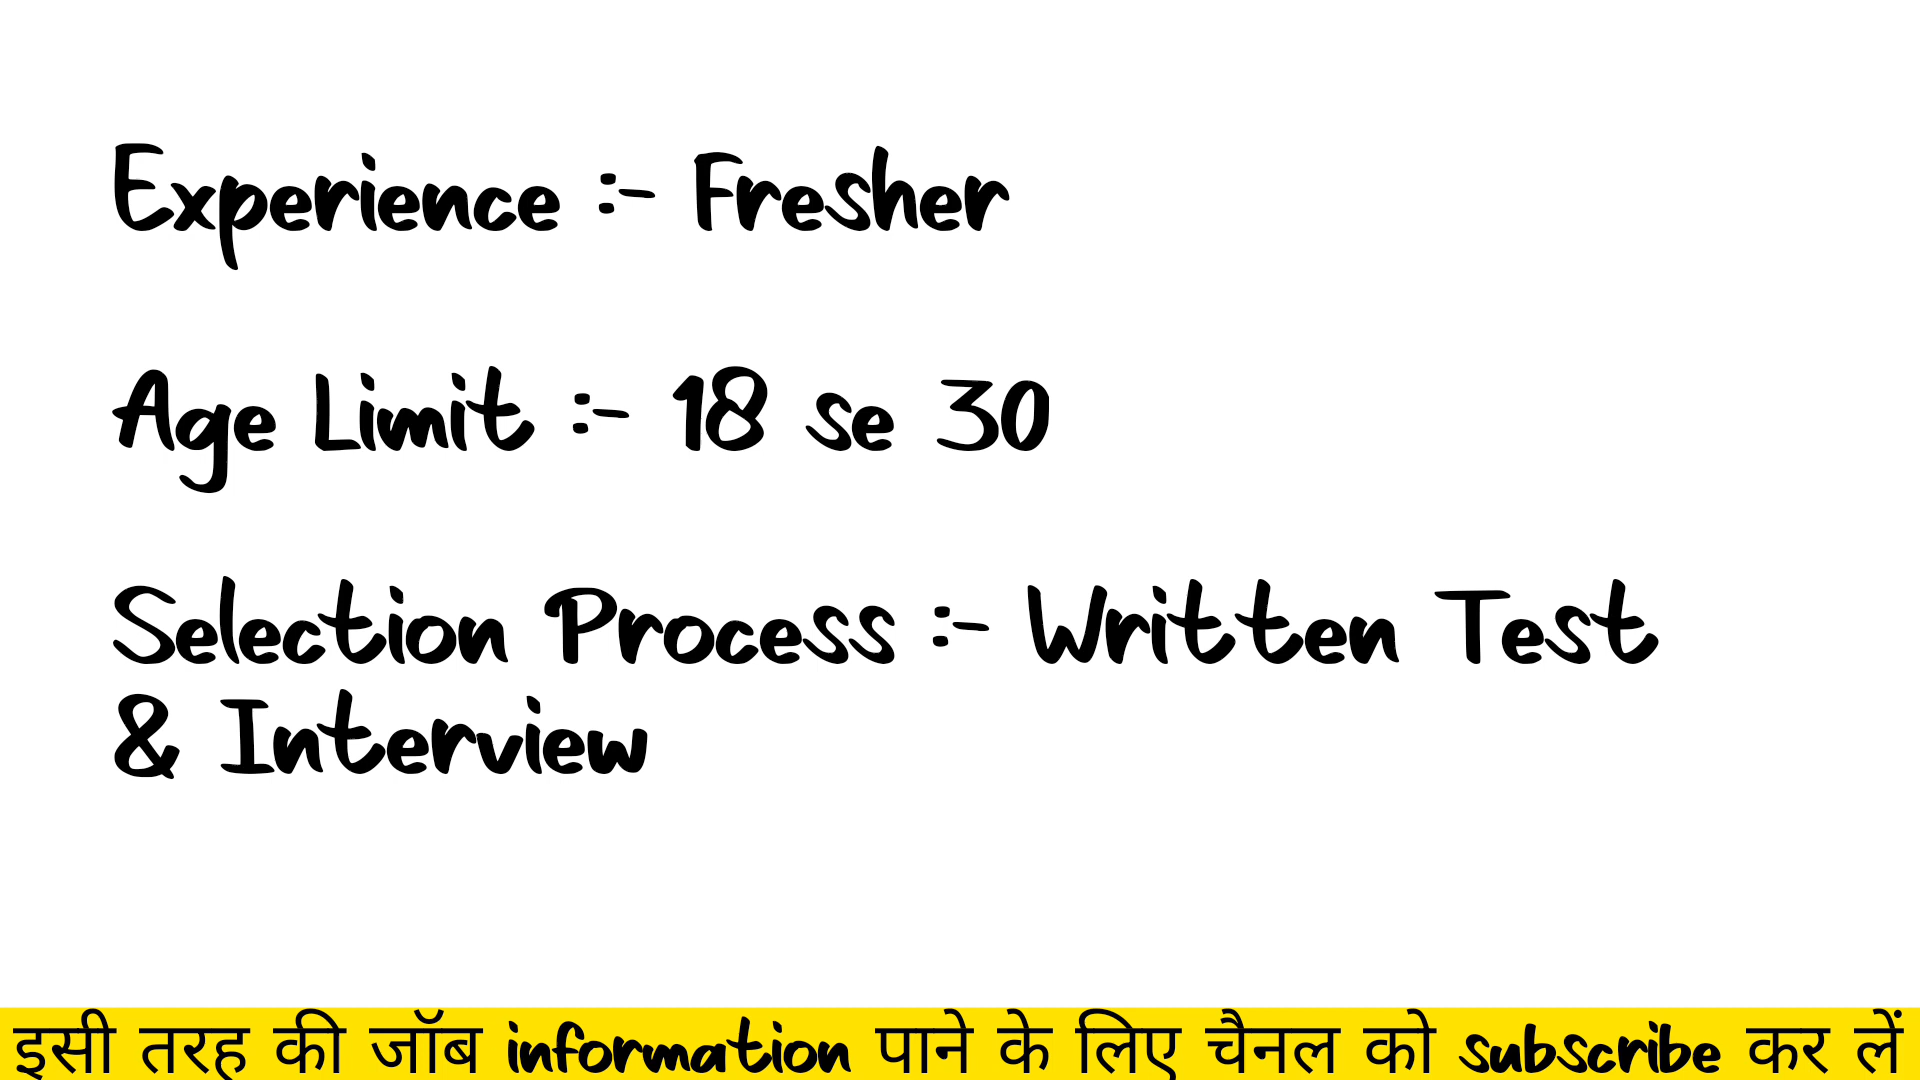 Experience :- Fresher
Age Limit :- 18 se 30
Selection Process :- Written Test
& Interview
इसी तरह की जॉब information पाने के लिए चैनल को subscribe कर लें